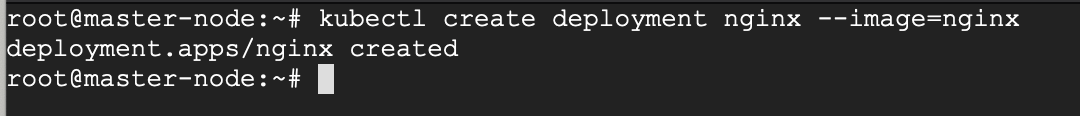 root@master-node:~# kubectl create deployment nginx --image=nginx
deployment.apps/nginx created
root@master-node:~#